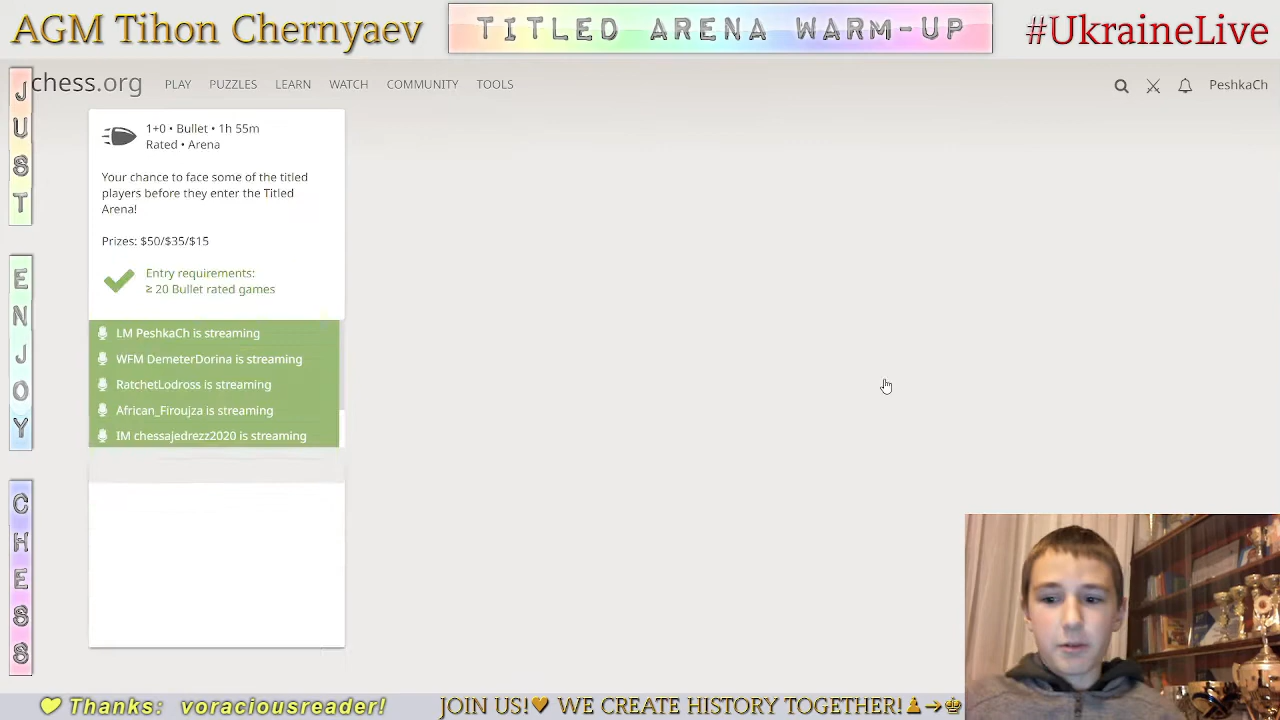 AGM Tihon Chernyaev
TITLED ARENA WARM-UP
#UkraineLive
chess.org
PLAY
PUZZLES
LEARN
WATCH
COMMUNITY
TOOLS
PeshkaCh
JUST
ENJOY
CHESS
1+0 • Bullet • 1h 55m
Rated • Arena
Your chance to face some of the titled
players before they enter the Titled
Arena!
Prizes: $50/$35/$15
Entry requirements:
≥ 20 Bullet rated games
LM PeshkaCh is streaming
WFM DemeterDorina is streaming
RatchetLodross is streaming
African_Firoujza is streaming
IM chessajedrezz2020 is streaming
Thanks: voraciousreader!
JOIN US!🧡 WE CREATE HISTORY TOGETHER!♟→♚